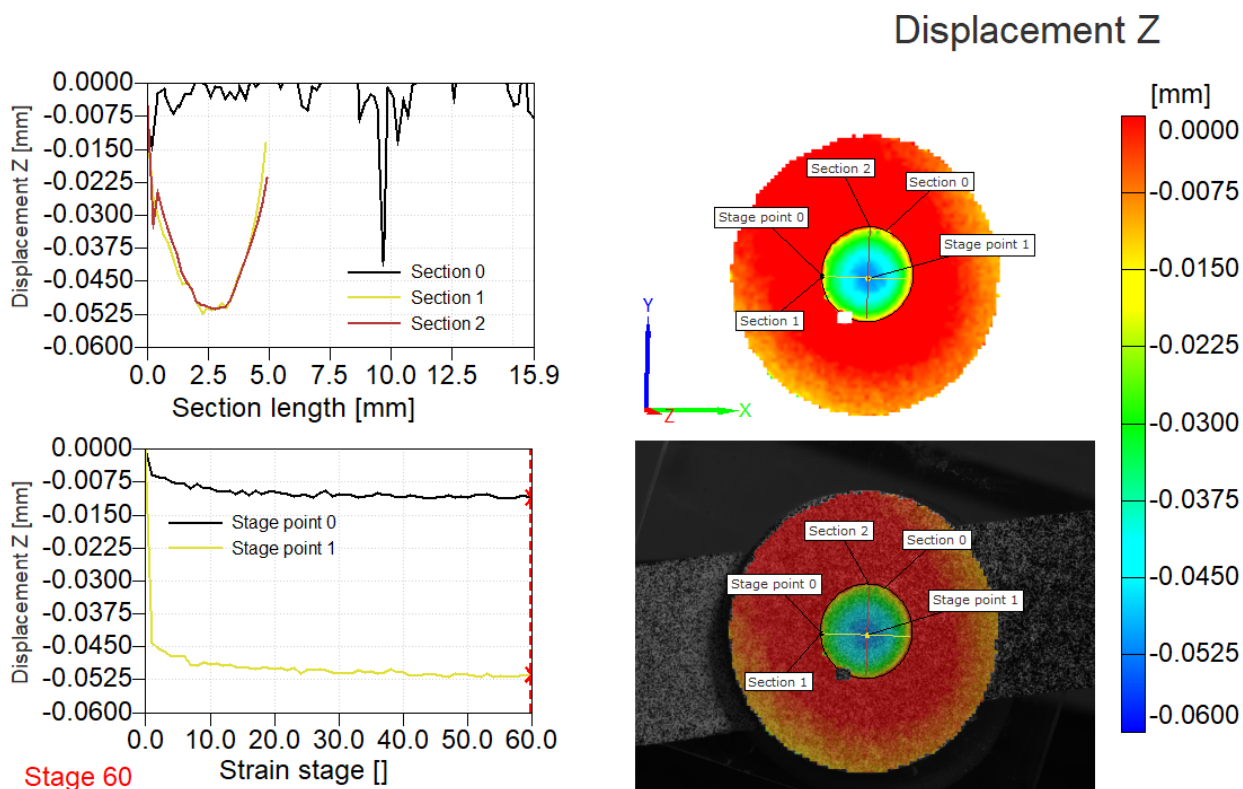 Displacement Z
Displacement Z [mm]
0.0000
-0.0075
-0.0150
-0.0225
-0.0300
-0.0375
-0.0450
-0.0525
-0.0600
Section 0
Section 1
Section 2
0.0 2.5 5.0 10.0 12.5 15.9
Section length [mm]
Section 2
Section 0
Stage point 0
Stage point 1
Section 1
Y
Z
X
[mm]
0.0000
-0.0075
-0.0150
-0.0225
-0.0300
-0.0375
-0.0450
-0.0525
-0.0600
Displacement Z [mm]
0.0000
-0.0075
-0.0150
-0.0225
-0.0300
-0.0375
-0.0450
-0.0525
-0.0600
Stage point 0
Stage point 1
0.0 10.0 20.0 30.0 40.0 50.0 60.0
Strain stage []
Stage 60
Section 2
Section 0
Stage point 0
Stage point 1
Section 1